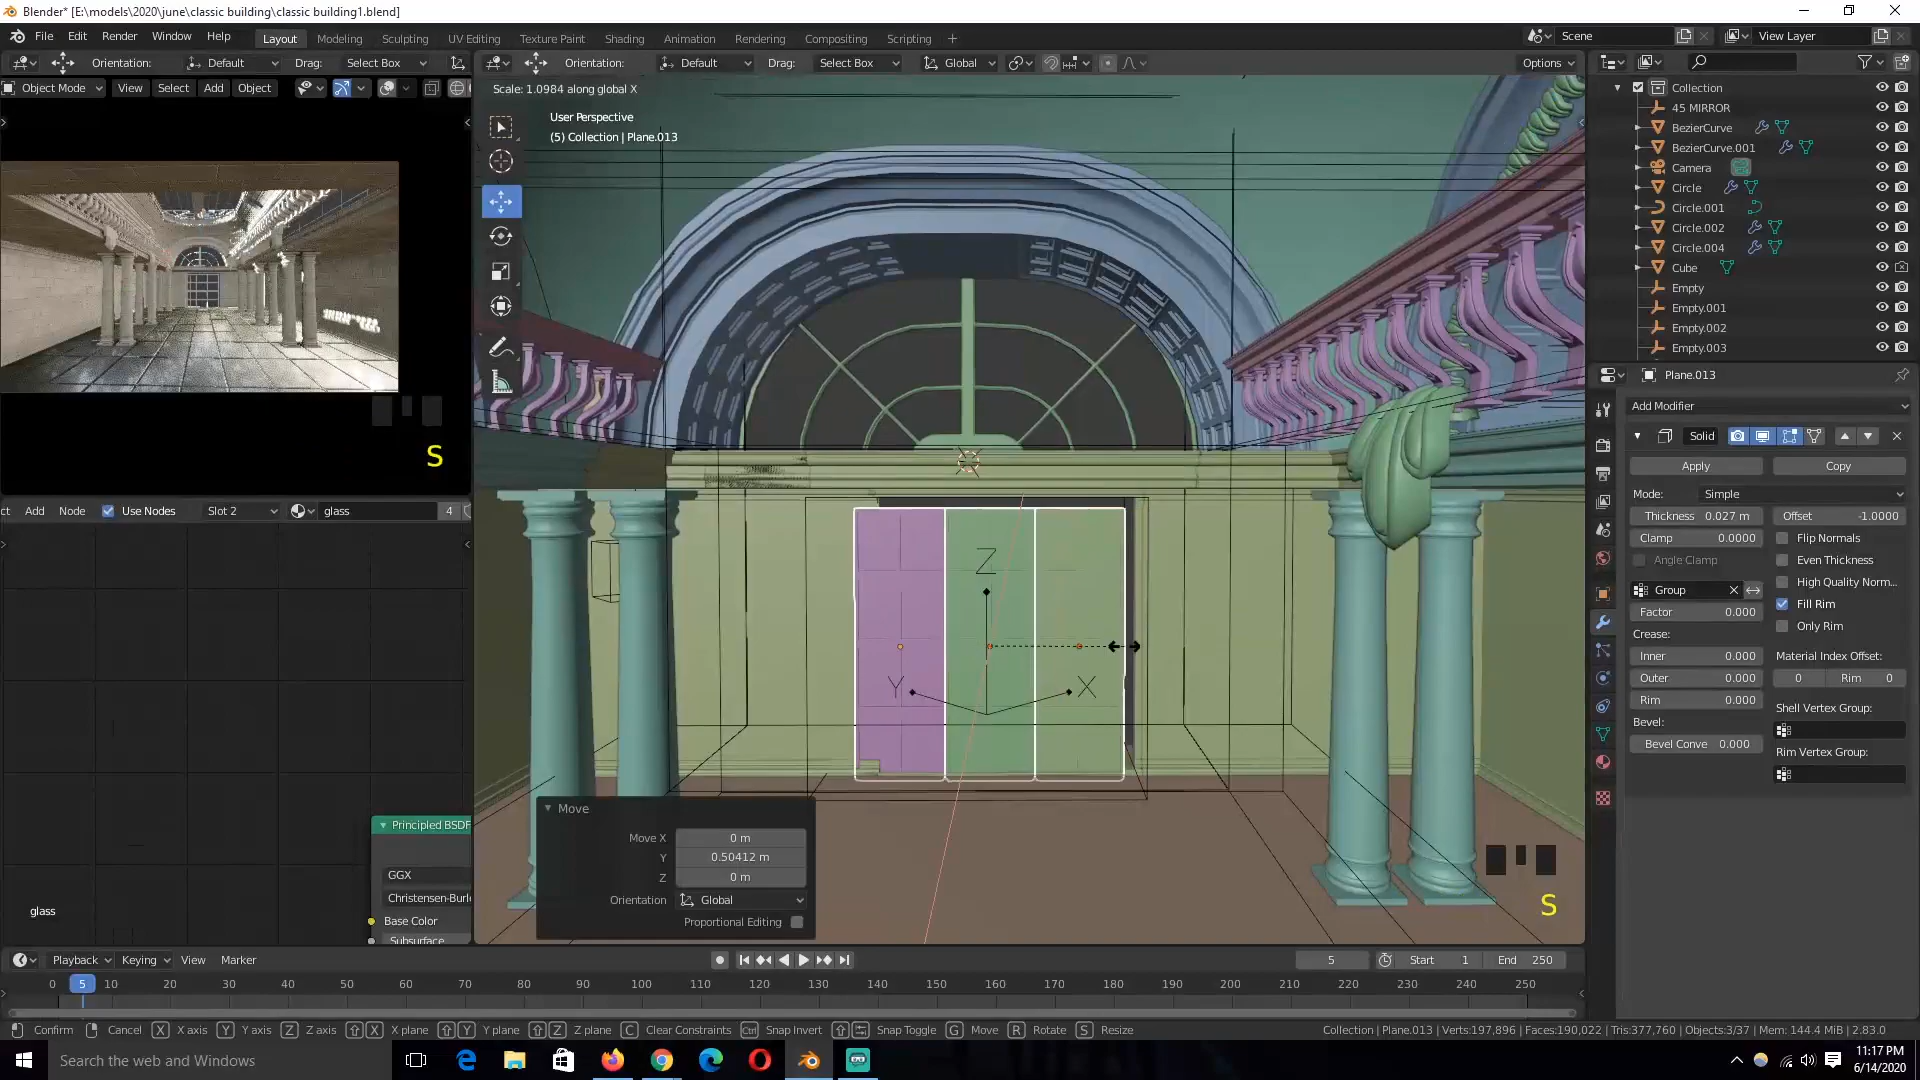 Blender* [E:\models\2020\june\classic building\classic building1.blend]
File Edit Render Window Help Layout Modeling Sculpting UV Editing Texture Paint Shading Animation Rendering Compositing Scripting + Scene View Layer
Orientation: Default Drag: Select Box Orientation: Default Drag: Select Box Global Options
Object Mode View Select Add Object
Scale: 1.0984 along global X
User Perspective
(5) Collection | Plane.013
Collection
45 MIRROR
BezierCurve
BezierCurve.001
Camera
Circle
Circle.001
Circle.002
Circle.004
Cube
Empty
Empty.001
Empty.002
Empty.003
Plane.013
Add Modifier
Solid
Apply Copy
Mode: Simple
Thickness 0.027 m Offset -1.0000
Clamp 0.0000 Flip Normals
Angle Clamp Even Thickness
High Quality Norm...
Group Fill Rim
Factor 0.000 Only Rim
Crease:
Inner 0.000 Material Index Offset:
Outer 0.000 0 Rim 0
Rim 0.000 Shell Vertex Group:
Bevel:
Bevel Conve 0.000 Rim Vertex Group:
S
ct Add Node Use Nodes Slot 2 glass 4
Z
Y X
Principled BSDF
GGX
Christensen-Burl
Base Color
Subsurface
glass
Move
Move X 0 m
Y 0.50412 m
Z 0 m
Orientation Global
Proportional Editing
S
Playback Keying View Marker 5 Start 1 End 250
0 5 10 20 30 40 50 60 70 80 90 100 110 120 130 140 150 160 170 180 190 200 210 220 230 240 250
Confirm Cancel X X axis Y Y axis Z Z axis X X plane Y Y plane Z Z plane C Clear Constraints Ctrl Snap Invert Snap Toggle G Move R Rotate S Resize Collection | Plane.013 | Verts:197,896 | Faces:190,022 | Tris:377,760 | Objects:3/37 | Mem: 144.4 MiB | 2.83.0
Search the web and Windows
11:17 PM
6/14/2020